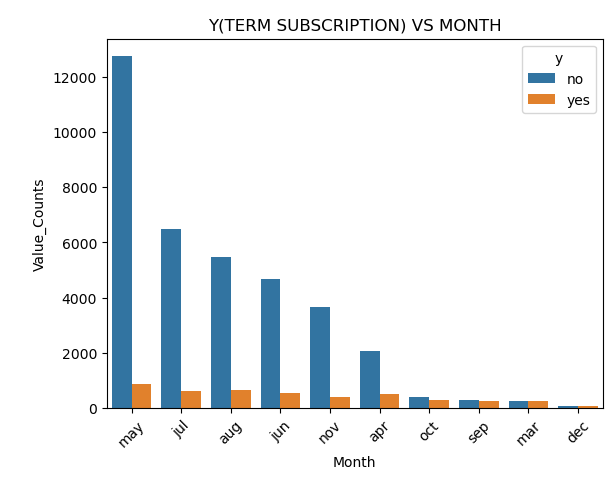 Y(TERM SUBSCRIPTION) VS MONTH
y
no
yes
12000
10000
8000
6000
4000
2000
0
Value_Counts
may jul aug jun nov apr oct sep mar dec
Month